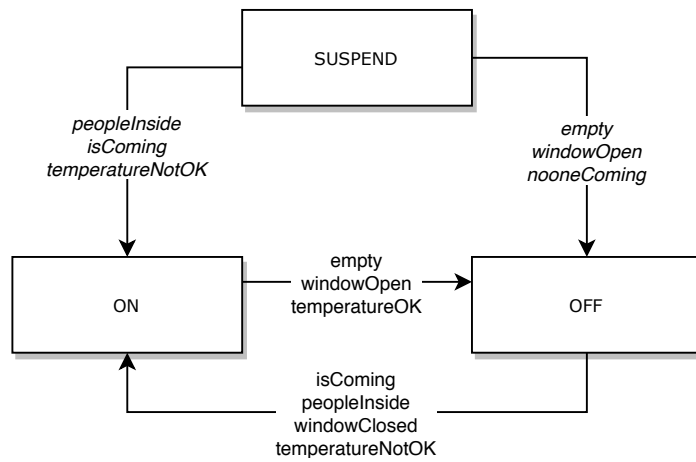 SUSPEND
peopleInside
isComing
temperatureNotOK
empty
windowOpen
nooneComing
ON
empty
windowOpen
temperatureOK
OFF
isComing
peopleInside
windowClosed
temperatureNotOK